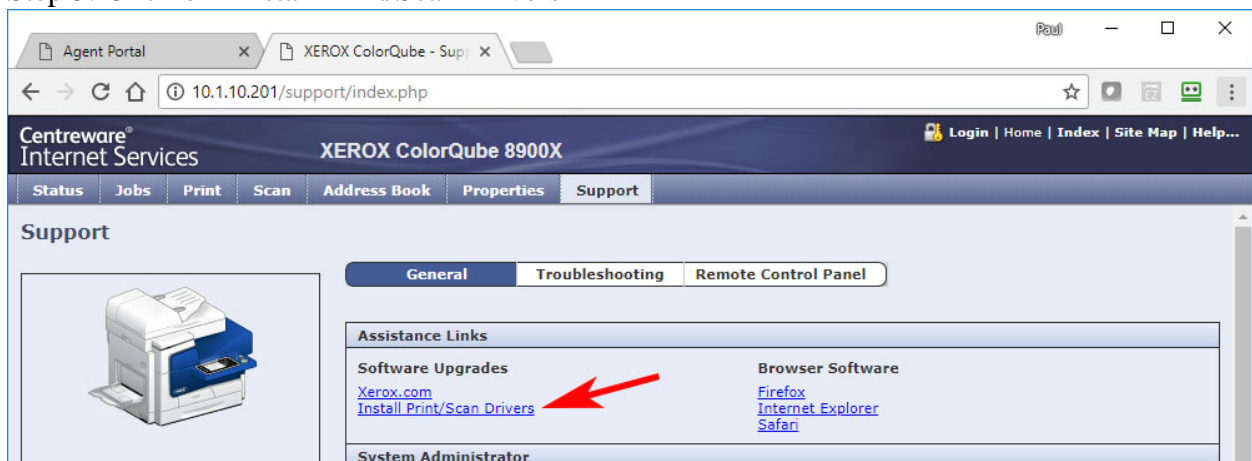 Paul
Agent Portal
XEROX ColorQube - Sup
10.1.10.201/support/index.php
Centreware®
Internet Services
XEROX ColorQube 8900X
Login | Home | Index | Site Map | Help...
Status Jobs Print Scan Address Book Properties Support
Support
General Troubleshooting Remote Control Panel
Assistance Links
Software Upgrades
Xerox.com
Install Print/Scan Drivers
Browser Software
Firefox
Internet Explorer
Safari
System Administrator